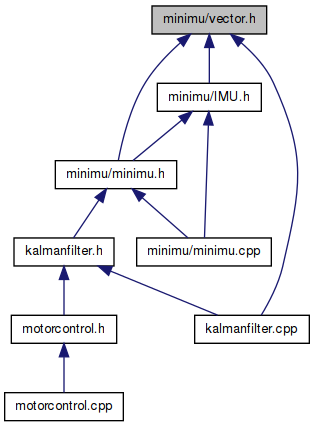 minimu/vector.h
minimu/IMU.h
minimu/minimu.h
kalmanfilter.h
minimu/minimu.cpp
motorcontrol.h
kalmanfilter.cpp
motorcontrol.cpp